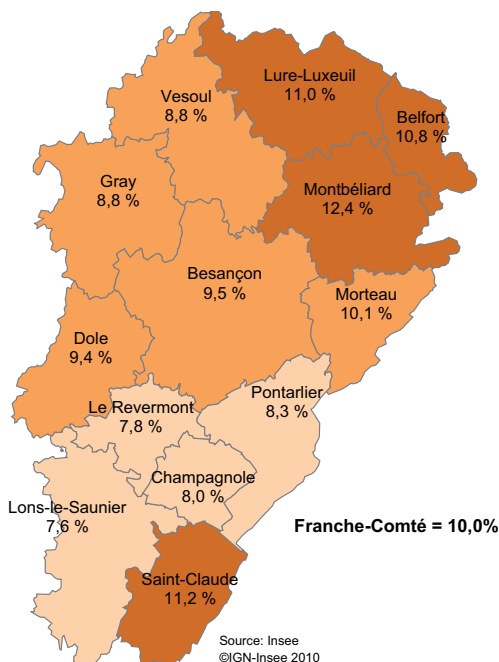 Lure-Luxeuil
11,0 %
Vesoul
8,8 %
Belfort
10,8 %
Gray
8,8 %
Montbéliard
12,4 %
Besançon
9,5 %
Morteau
10,1 %
Dole
9,4 %
Pontarlier
8,3 %
Le Revermont
7,8 %
Champagnole
8,0 %
Lons-le-Saunier
7,6 %
Franche-Comté = 10,0%
Saint-Claude
11,2 %
Source: Insee
©IGN-Insee 2010